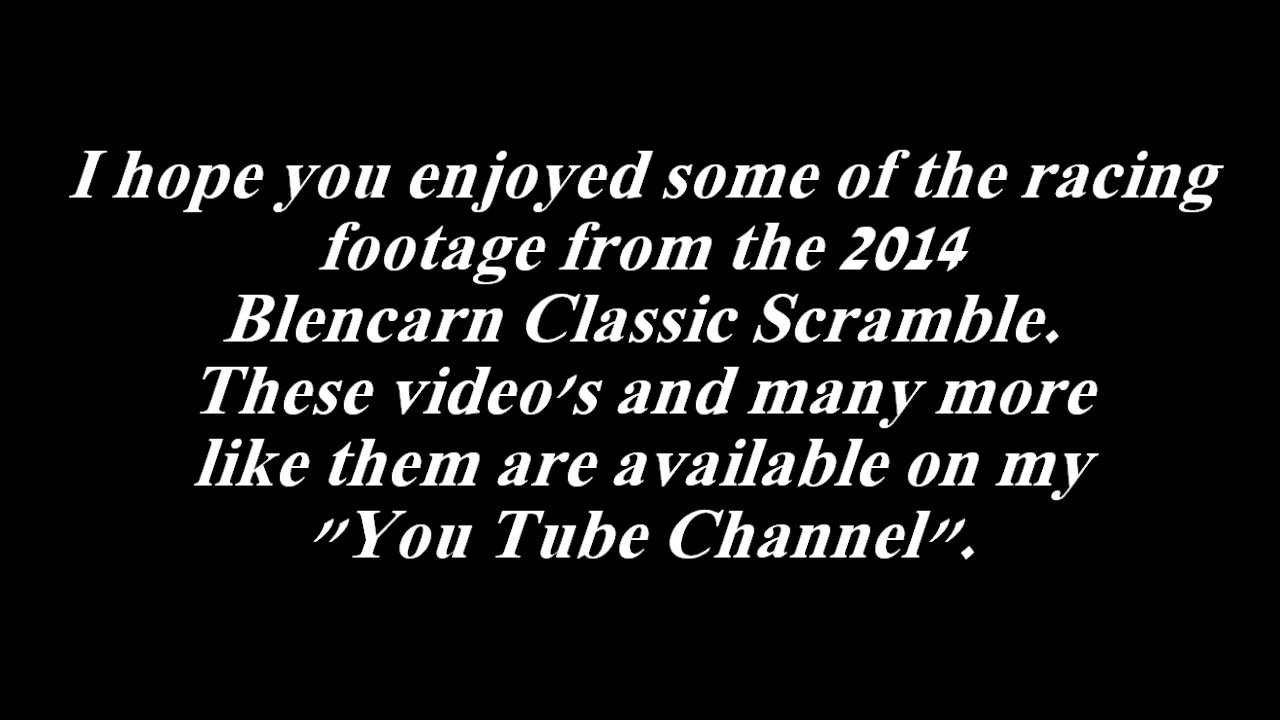 I hope you enjoyed some of the racing
footage from the 2014
Blencarn Classic Scramble.
These video's and many more
like them are available on my
"You Tube Channel".